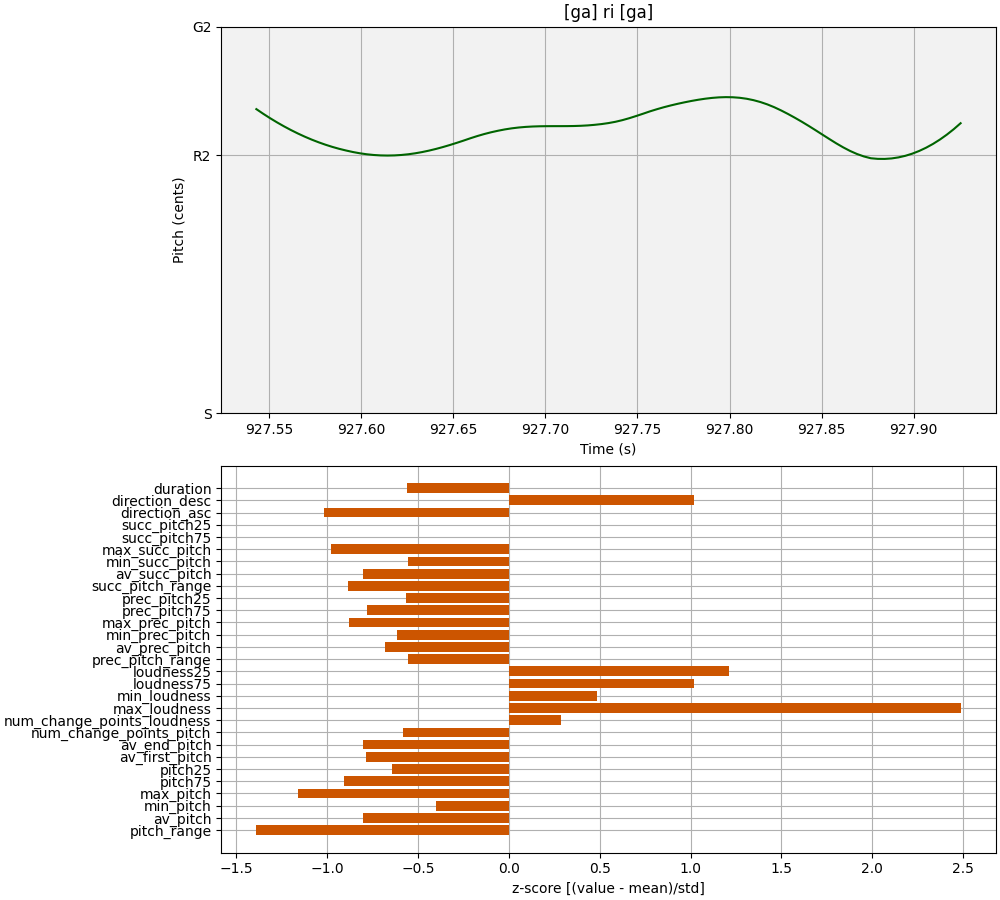 [ga] ri [ga]
G2
R2
S
Pitch (cents)
927.55 927.60 927.65 927.70 927.75 927.80 927.85 927.90
Time (s)
duration
direction_desc
direction_asc
succ_pitch25
succ_pitch75
max_succ_pitch
min_succ_pitch
av_succ_pitch
succ_pitch_range
prec_pitch25
prec_pitch75
max_prec_pitch
min_prec_pitch
av_prec_pitch
prec_pitch_range
loudness25
loudness75
min_loudness
max_loudness
num_change_points_loudness
num_change_points_pitch
av_end_pitch
av_first_pitch
pitch25
pitch75
max_pitch
min_pitch
av_pitch
pitch_range
−1.5 −1.0 −0.5 0.0 0.5 1.0 1.5 2.0 2.5
z-score [(value - mean)/std]